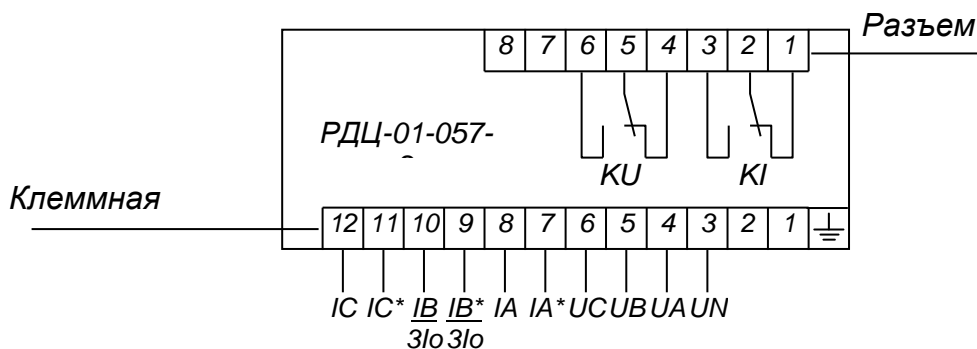 Разъем
8 7 6 5 4 3 2 1
РДЦ-01-057-
KU KI
Клеммная
12 11 10 9 8 7 6 5 4 3 2 1
IC IC* IB IB* IA IA* UC UB UA UN
3Io 3Io